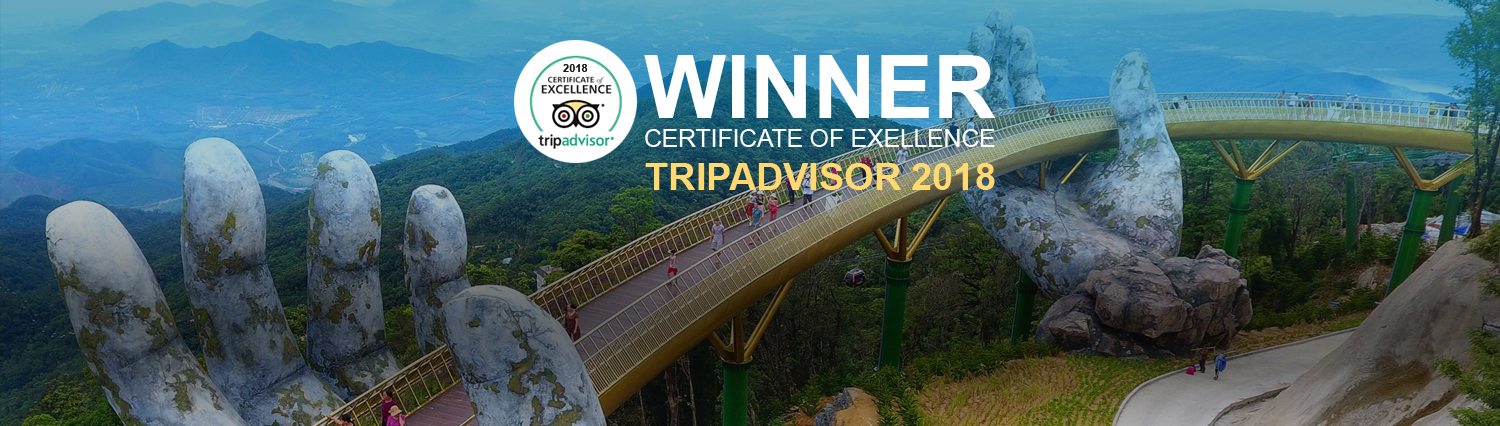 2018
CERTIFICATE of
EXCELLENCE
tripadvisor®
WINNER
CERTIFICATE OF EXELLENCE
TRIPADVISOR 2018